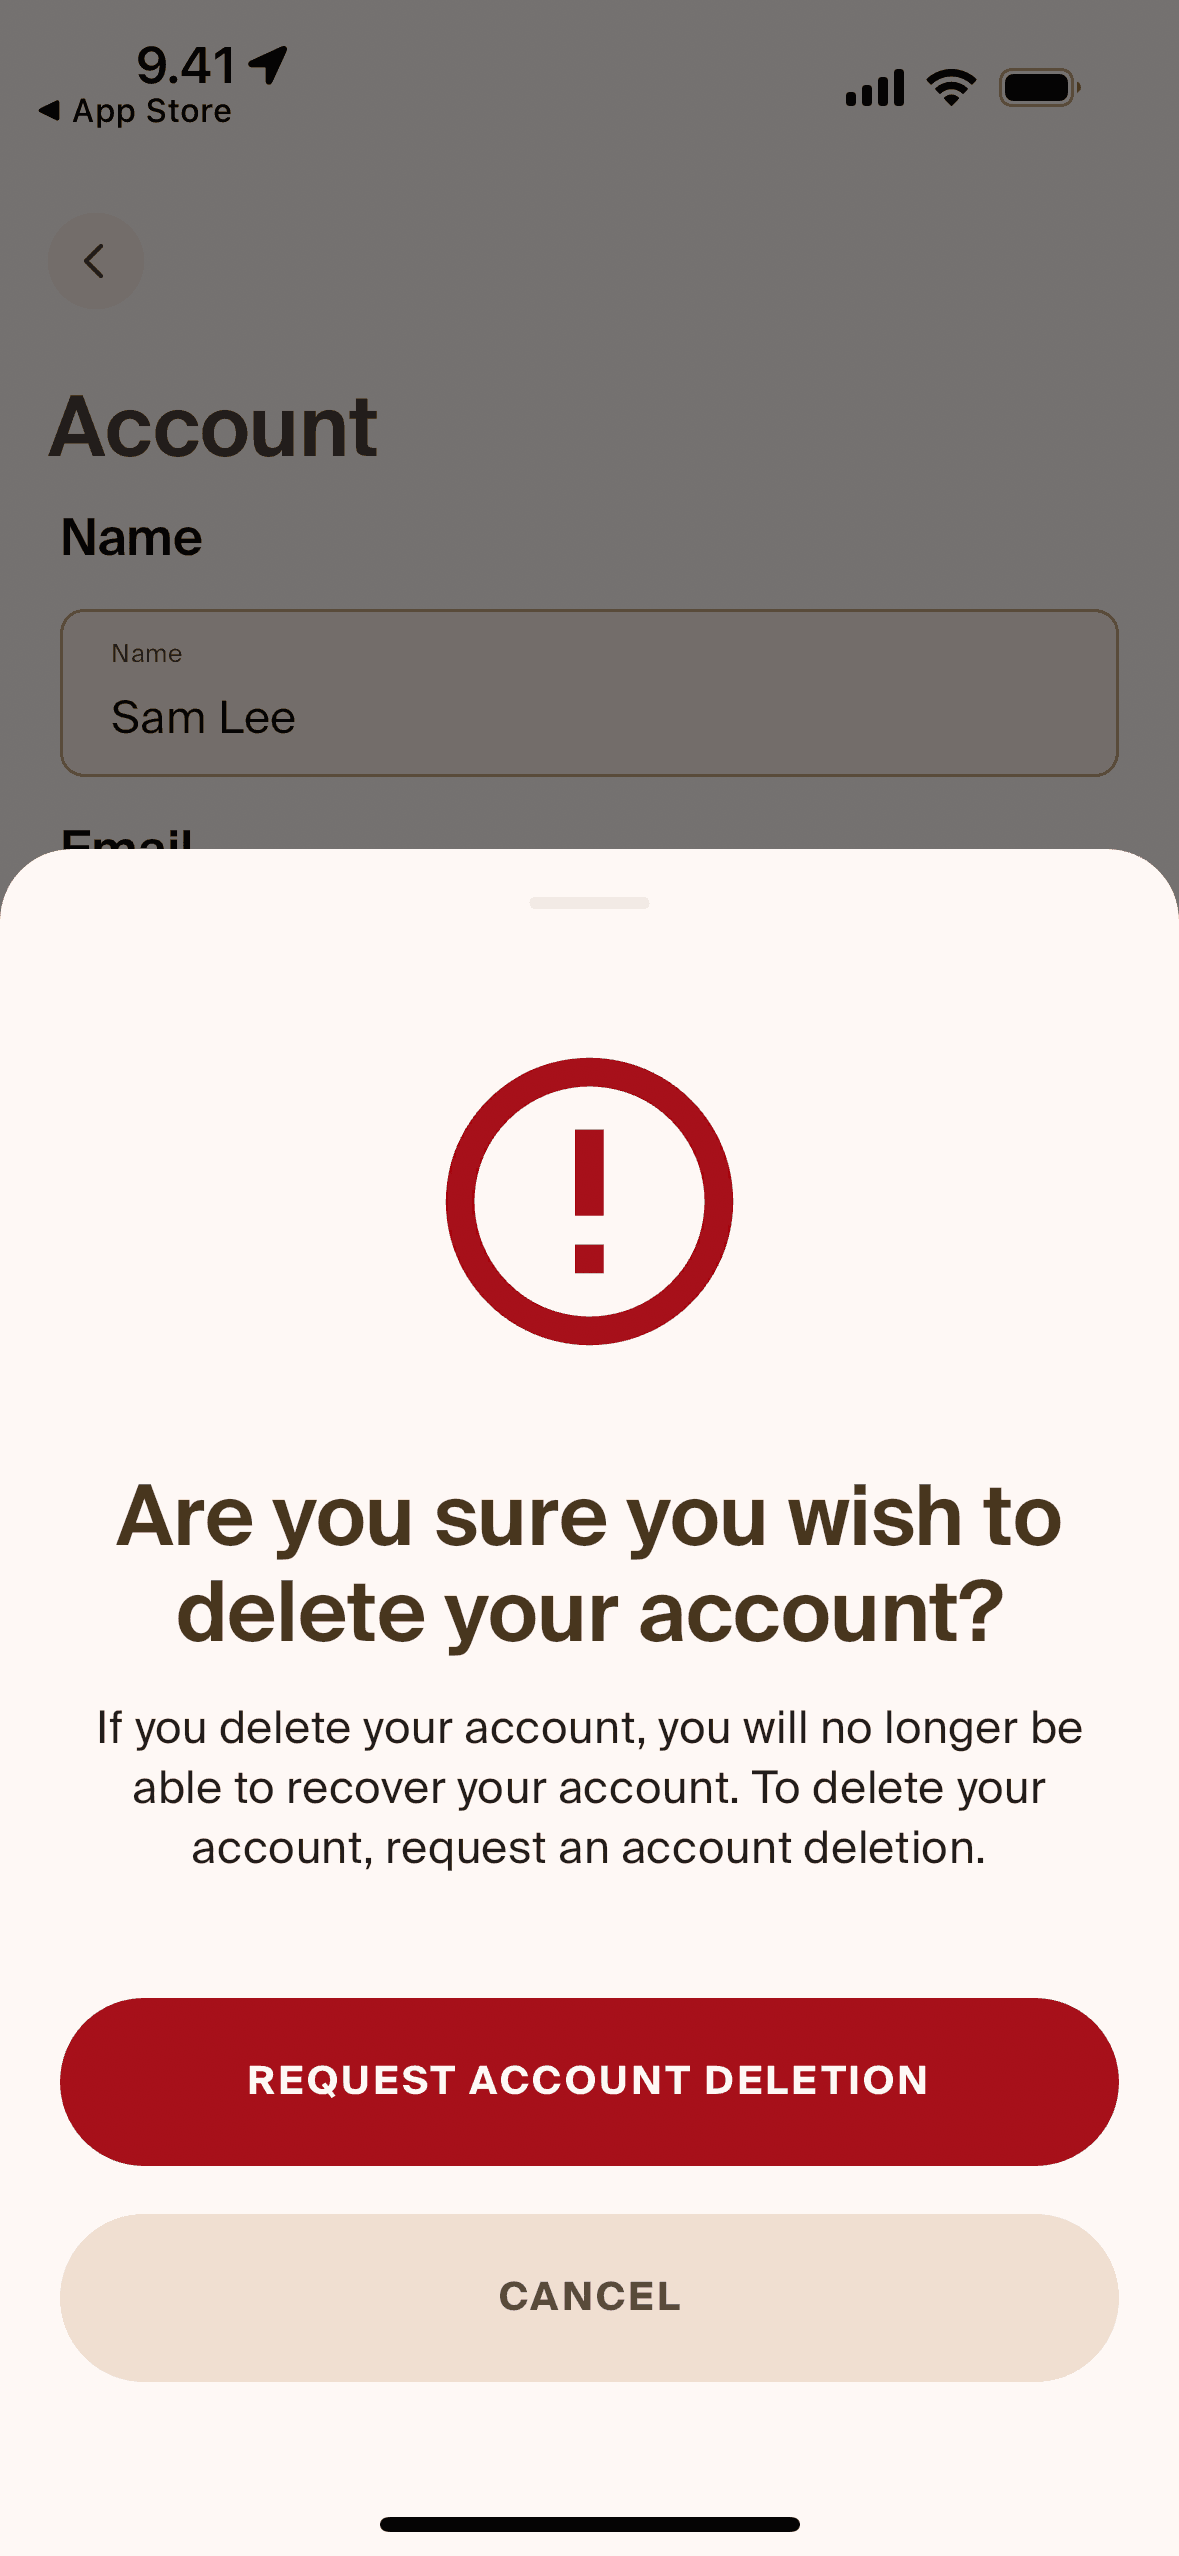 9.41
App Store
Account
Name
Name
Sam Lee
Email
Are you sure you wish to
delete your account?
If you delete your account, you will no longer be
able to recover your account. To delete your
account, request an account deletion.
REQUEST ACCOUNT DELETION
CANCEL